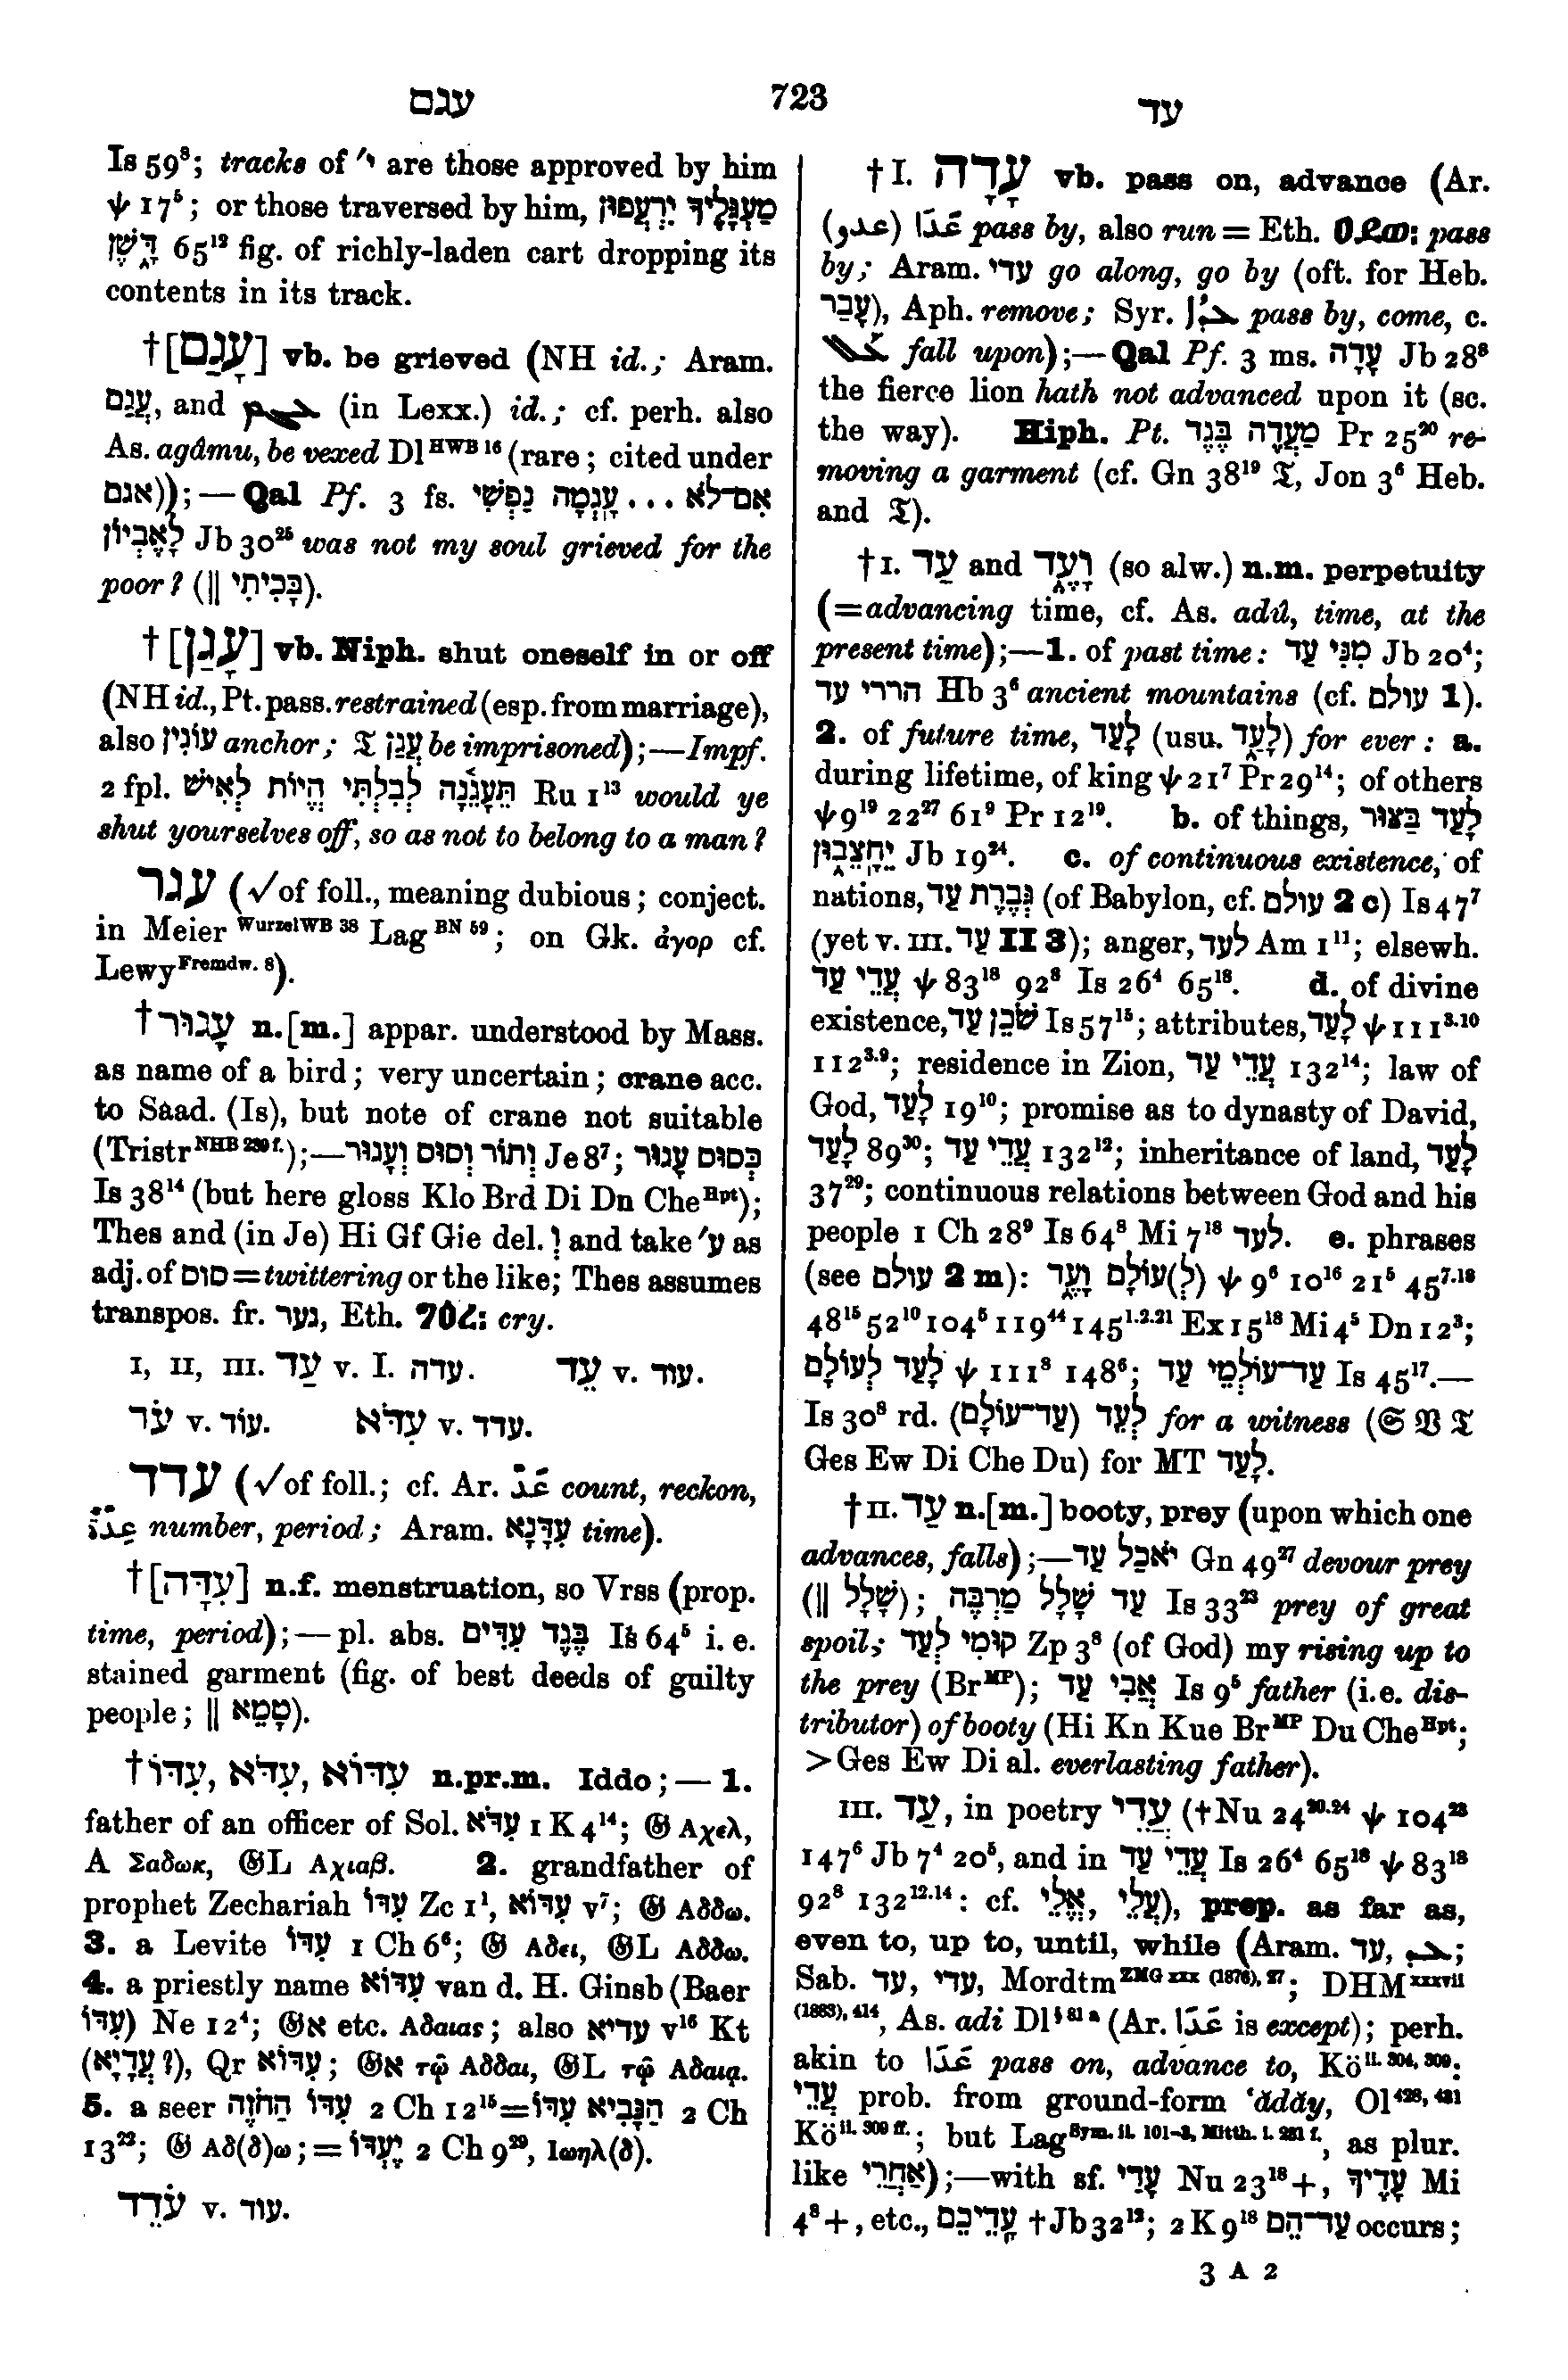 עגם
723
עד
Is 59⁸; tracks of י׳ are those approved by him
ψ 17⁵; or those traversed by him, מַעְגָּלֶיךָ יִרְעֲפוּן
דָּ֑שֶׁן 65¹² fig. of richly-laden cart dropping its
contents in its track.
†[עָגַם] vb. be grieved (NH id.; Aram.
עֲגַם, and ܥܓܡ (in Lexx.) id.; cf. perh. also
As. agâmu, be vexed Dl HWB 16 (rare; cited under
אגם));—Qal Pf. 3 fs. אִם־לֹא ... עָֽגְמָה נַפְשִׁי
לָאֶבְיוֹן Jb 30²⁵ was not my soul grieved for the
poor? (‖ בָּכִיתִי).
†[עָגַן] vb. Niph. shut oneself in or off
(NH id., Pt. pass. restrained (esp. from marriage),
also עוֹגִין anchor; 𝔗 עֲגַן be imprisoned);—Impf.
2 fpl. תֵּעָגֵ֫נָה לְבִלְתִּי הֱיוֹת לְאִישׁ Ru 1¹³ would ye
shut yourselves off, so as not to belong to a man?
עגר (√of foll., meaning dubious; conject.
in Meier WurzelWB 38 Lag BN 59; on Gk. ἀγορ cf.
Lewy Fremdw. 8).
†עָגוּר n.[m.] appar. understood by Mass.
as name of a bird; very uncertain; crane acc.
to Saad. (Is), but note of crane not suitable
(Tristr NHB 239 f.);—וְתוֹר וְסוּס וְעָגוּר Je 8⁷; כְּסוּס עָגוּר
Is 38¹⁴ (but here gloss Klo Brd Di Dn Che Hpt);
Thes and (in Je) Hi Gf Gie del. וְ and take ע׳ as
adj. of סוס=twittering or the like; Thes assumes
transpos. fr. גער, Eth. ገዐረ: cry.
I, II, III. עַד v. I. עדה. עֵד v. עוד.
עֹד v. עוֹד. עִדֹּא v. עדד.
עדד (√of foll.; cf. Ar. عَدَّ count, reckon,
عِدَّة number, period; Aram. עִדָּנָא time).
†[עִדָּה] n.f. menstruation, so Vrss (prop.
time, period);—pl. abs. בֶּגֶד עִדִּים Is 64⁵ i.e.
stained garment (fig. of best deeds of guilty
people; ‖ טָמֵא).
†עִדּוֹא, עִדֹּא, עִדּוֹ n.pr.m. Iddo;—1.
father of an officer of Sol. עִדֹּא 1 K 4¹⁴; 𝔊 Αχελ,
A Σαδωκ, 𝔊L Αχιαβ. 2. grandfather of
prophet Zechariah עִדּוֹ Zc 1¹, עִדּוֹא v⁷; 𝔊 Αδδω.
3. a Levite עִדּוֹ 1 Ch 6⁶; 𝔊 Αδει, 𝔊L Αδδω.
4. a priestly name עִדּוֹא van d. H. Ginsb (Baer
עִדּוֹ) Ne 12⁴; 𝔊א etc. Αδαιας; also עדיא v¹⁶ Kt
(עֲדָיָא?), Qr עִדּוֹא; 𝔊א τῷ Αδδαι, 𝔊L τῷ Αδαιᾳ.
5. a seer עִדּוֹ הַחֹזֶה 2 Ch 12¹⁵=הַנָּבִיא עִדּוֹ 2 Ch
13²²; 𝔊 Αδ(δ)ω; =יֶעְדּוֹ 2 Ch 9²⁹, Ιωηλ(δ).
עֹדֵד v. עוד.
†I. עָדָה vb. pass on, advance (Ar.
(عدو) عَدَا pass by, also run = Eth. ዐደወ: pass
by; Aram. עדי go along, go by (oft. for Heb.
עָבַר), Aph. remove; Syr. ܥܕܐ pass by, come, c.
ܥܠ fall upon);—Qal Pf. 3 ms. עָדָה Jb 28⁸
the fierce lion hath not advanced upon it (sc.
the way). Hiph. Pt. מַעֲדֶה בֶּגֶד Pr 25²⁰ re-
moving a garment (cf. Gn 38¹⁹ 𝔗, Jon 3⁶ Heb.
and 𝔗).
†I. עַד and וָעֶ֑ד (so alw.) n.m. perpetuity
(=advancing time, cf. As. adû, time, at the
present time);—1. of past time: מִנִּי עַד Jb 20⁴;
הררי עד Hb 3⁶ ancient mountains (cf. עולם 1).
2. of future time, לָעַד (usu. לָעַ֑ד) for ever: a.
during lifetime, of king ψ 21⁷ Pr 29¹⁴; of others
ψ 9¹⁹ 22²⁷ 61⁹ Pr 12¹⁹. b. of things, לָעַד בַּצּוּר
יֵחָֽצְב֑וּן Jb 19²⁴. c. of continuous existence, of
nations, גְּבֶרֶת עַד (of Babylon, cf. עולם 2 c) Is 47⁷
(yet v. III. עַד II 3); anger, לעד Am 1¹¹; elsewh.
עֲדֵי עַד ψ 83¹⁸ 92⁸ Is 26⁴ 65¹⁸. d. of divine
existence, שֹׁכֵן עַד Is 57¹⁵; attributes, לָעַד ψ 111³·¹⁰
112³·⁹; residence in Zion, עֲדֵי עַד 132¹⁴; law of
God, לָעַד 19¹⁰; promise as to dynasty of David,
לָעַד 89³⁰; עֲדֵי עַד 132¹²; inheritance of land, לָעַד
37²⁹; continuous relations between God and his
people 1 Ch 28⁹ Is 64⁸ Mi 7¹⁸ לעד. e. phrases
(see עולם 2 m): (לְ)עוֹלָם וָעֶ֑ד ψ 9⁶ 10¹⁶ 21⁵ 45⁷·¹⁸
48¹⁵ 52¹⁰ 104⁵ 119⁴⁴ 145¹·²·²¹ Ex 15¹⁸ Mi 4⁵ Dn 12³;
לָעַד לְעוֹלָם ψ 111⁸ 148⁶; עַד־עוֹלְמֵי עַד Is 45¹⁷.—
Is 30⁸ rd. לְעֵד (עַד־עוֹלָם) for a witness (𝔖 𝔙 𝔗
Ges Ew Di Che Du) for MT לָעַד.
†II. עַד n.[m.] booty, prey (upon which one
advances, falls);—יֹאכַל עַד Gn 49²⁷ devour prey
(‖ שָׁלָל); עַד שָׁלָל מַרְבֶּה Is 33²³ prey of great
spoil; קוּמִי לְעַד Zp 3⁸ (of God) my rising up to
the prey (Br MP); אֲבִי עַד Is 9⁵ father (i.e. dis-
tributor) of booty (Hi Kn Kue Br MP Du Che Hpt;
>Ges Ew Di al. everlasting father).
III. עַד, in poetry עֲדֵי (†Nu 24²⁰·²⁴ ψ 104²³
147⁶ Jb 7⁴ 20⁵, and in עֲדֵי עַד Is 26⁴ 65¹⁸ ψ 83¹⁸
92⁸ 132¹²·¹⁴: cf. עֲלֵי, אֱלֵי), prep. as far as,
even to, up to, until, while (Aram. עַד, ܥܕ;
Sab. עד, עדי, Mordtm ZMG xxx (1876), 27; DHM xxxvii
(1883), 414, As. adi Dl § 81 a (Ar. عَدَا is except); perh.
akin to عَدَا pass on, advance to, Kö ii. 304, 309:
עֲדֵי prob. from ground-form ʻădăy, Ol 428, 431
Kö ii. 309 ff.; but Lag Sym. ii. 101-3, Mitth. i. 231 f., as plur.
like אַחֲרֵי);—with sf. עָדַי Nu 23¹⁸+, עָדֶיךָ Mi
4⁸+, etc., עָֽדֵיכֶם †Jb 32¹²; 2 K 9¹⁸ עַד־הֵם occurs;
3 A 2